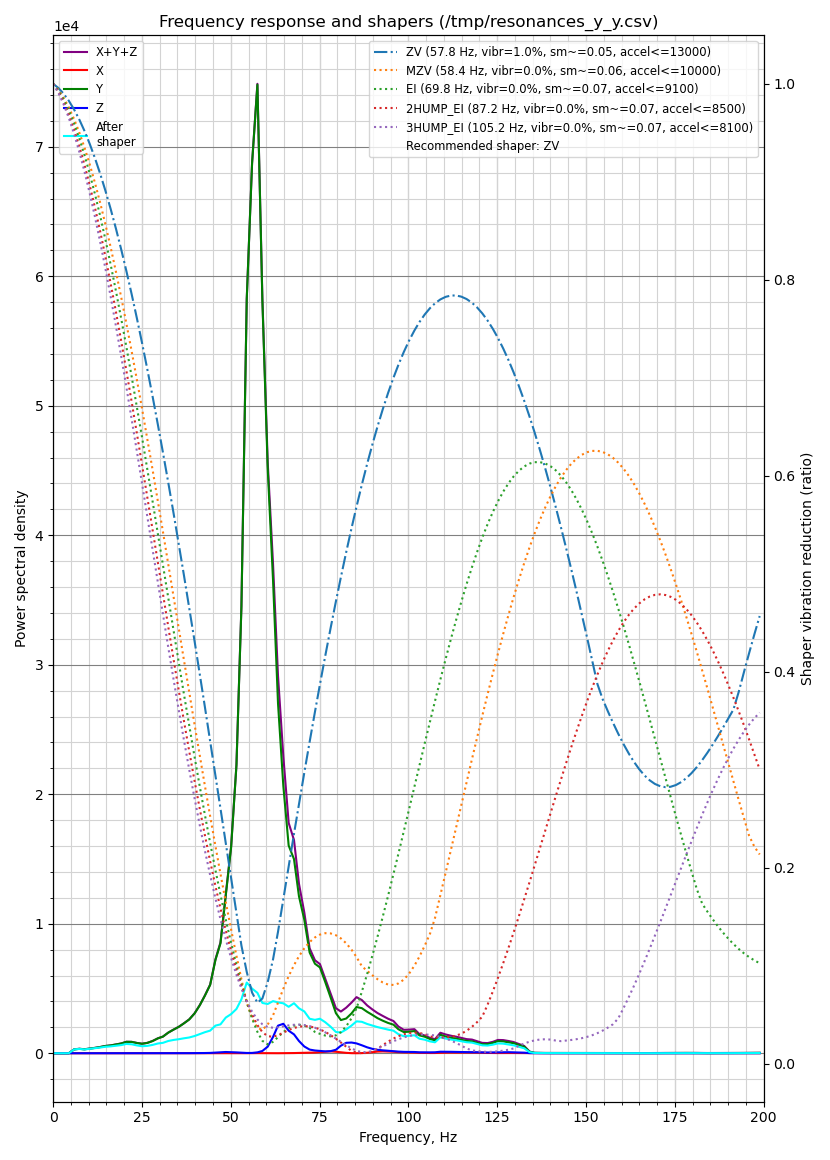 Frequency response and shapers (/tmp/resonances_y_y.csv)
1e4
X+Y+Z
X
Y
Z
After
shaper
ZV (57.8 Hz, vibr=1.0%, sm~=0.05, accel<=13000)
MZV (58.4 Hz, vibr=0.0%, sm~=0.06, accel<=10000)
EI (69.8 Hz, vibr=0.0%, sm~=0.07, accel<=9100)
2HUMP_EI (87.2 Hz, vibr=0.0%, sm~=0.07, accel<=8500)
3HUMP_EI (105.2 Hz, vibr=0.0%, sm~=0.07, accel<=8100)
Recommended shaper: ZV
7
6
5
4
3
2
1
0
Power spectral density
1.0
0.8
0.6
0.4
0.2
0.0
Shaper vibration reduction (ratio)
0 25 50 75 100 125 150 175 200
Frequency, Hz